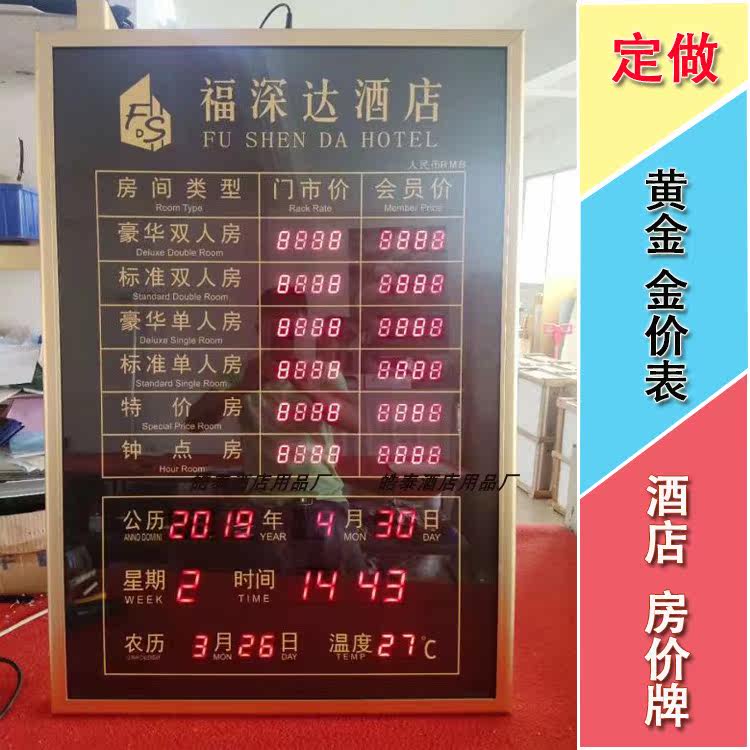 FDS
福深达酒店
FU SHEN DA HOTEL
人民币RMB
房间类型 门市价 会员价
Room Type Rack Rate Member Price
豪华双人房 8888 8888
Deluxe Double Room
标准双人房 8888 8888
Standard Double Room
豪华单人房 8888 8888
Deluxe Single Room
标准单人房 8888 8888
Standard Single Room
特价房 8888 8888
Special Price Room
钟点房 8888 8888
Hour Room
皓泰酒店用品厂 皓泰酒店用品厂
公历 2019 年 4 月 30 日
ANNO DOMINI YEAR MON DAY
星期 2 时间 14 43
WEEK TIME
农历 3 月 26 日 温度 27 °C
MON DAY TEMP
定做
黄金 金价表
酒店 房价牌